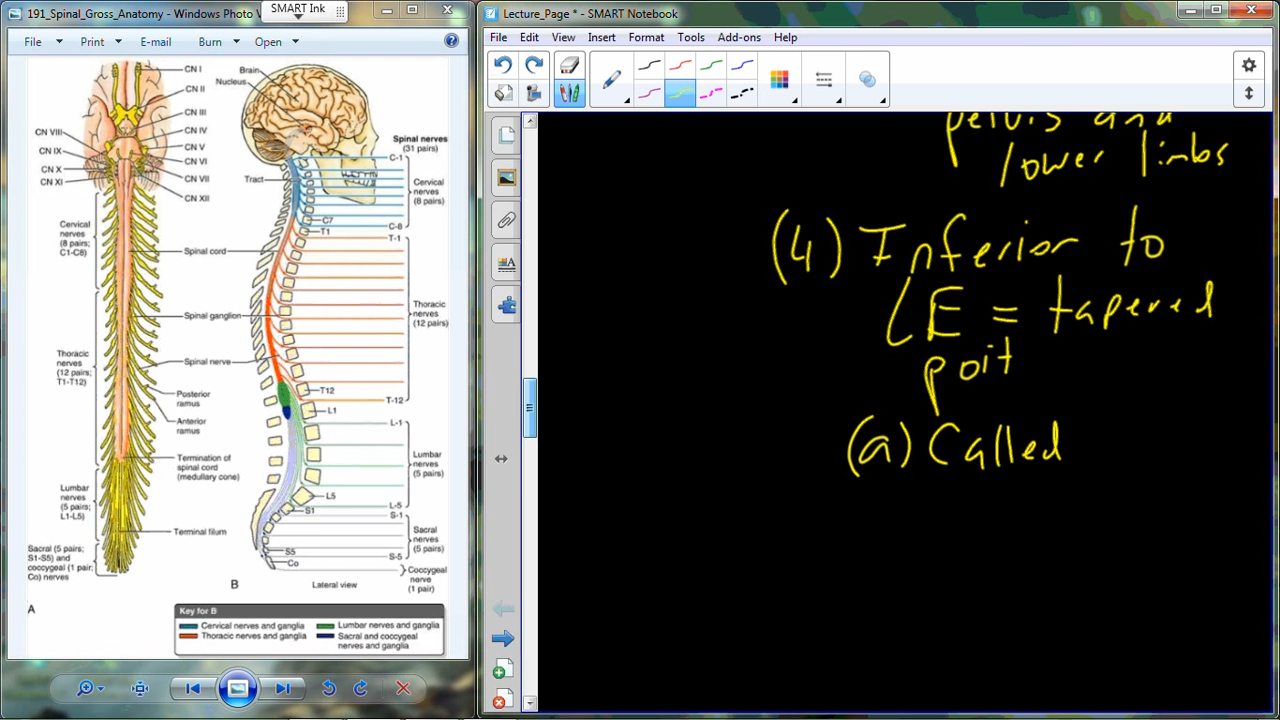 191_Spinal_Gross_Anatomy - Windows Photo V
SMART Ink
File Print E-mail Burn Open
CN I
CN II
CN III
CN IV
CN V
CN VI
CN VII
CN XII
CN VIII
CN IX
CN X
CN XI
Cervical
nerves
(8 pairs;
C1-C8)
Thoracic
nerves
(12 pairs;
T1-T12)
Lumbar
nerves
(5 pairs;
L1-L5)
Sacral (5 pairs;
S1-S5) and
coccygeal (1 pair;
Co) nerves
Spinal cord
Spinal ganglion
Spinal nerve
Posterior
ramus
Anterior
ramus
Termination of
spinal cord
(medullary cone)
Terminal filum
A
Brain
Nucleus
Tract
Spinal nerves
(31 pairs)
C-1
Cervical
nerves
(8 pairs)
C7
C-8
T1
T-1
Thoracic
nerves
(12 pairs)
T12
T-12
L1
L-1
Lumbar
nerves
(5 pairs)
L5
L-5
S1
S-1
Sacral
nerves
(5 pairs)
S5
S-5
Co
Coccygeal
nerve
(1 pair)
B
Lateral view
Key for B
Cervical nerves and ganglia
Thoracic nerves and ganglia
Lumbar nerves and ganglia
Sacral and coccygeal
nerves and ganglia
Lecture_Page * - SMART Notebook
File Edit View Insert Format Tools Add-ons Help
pelvis and
lower limbs
(4) Inferior to
LE = tapered
poit
(a) Called